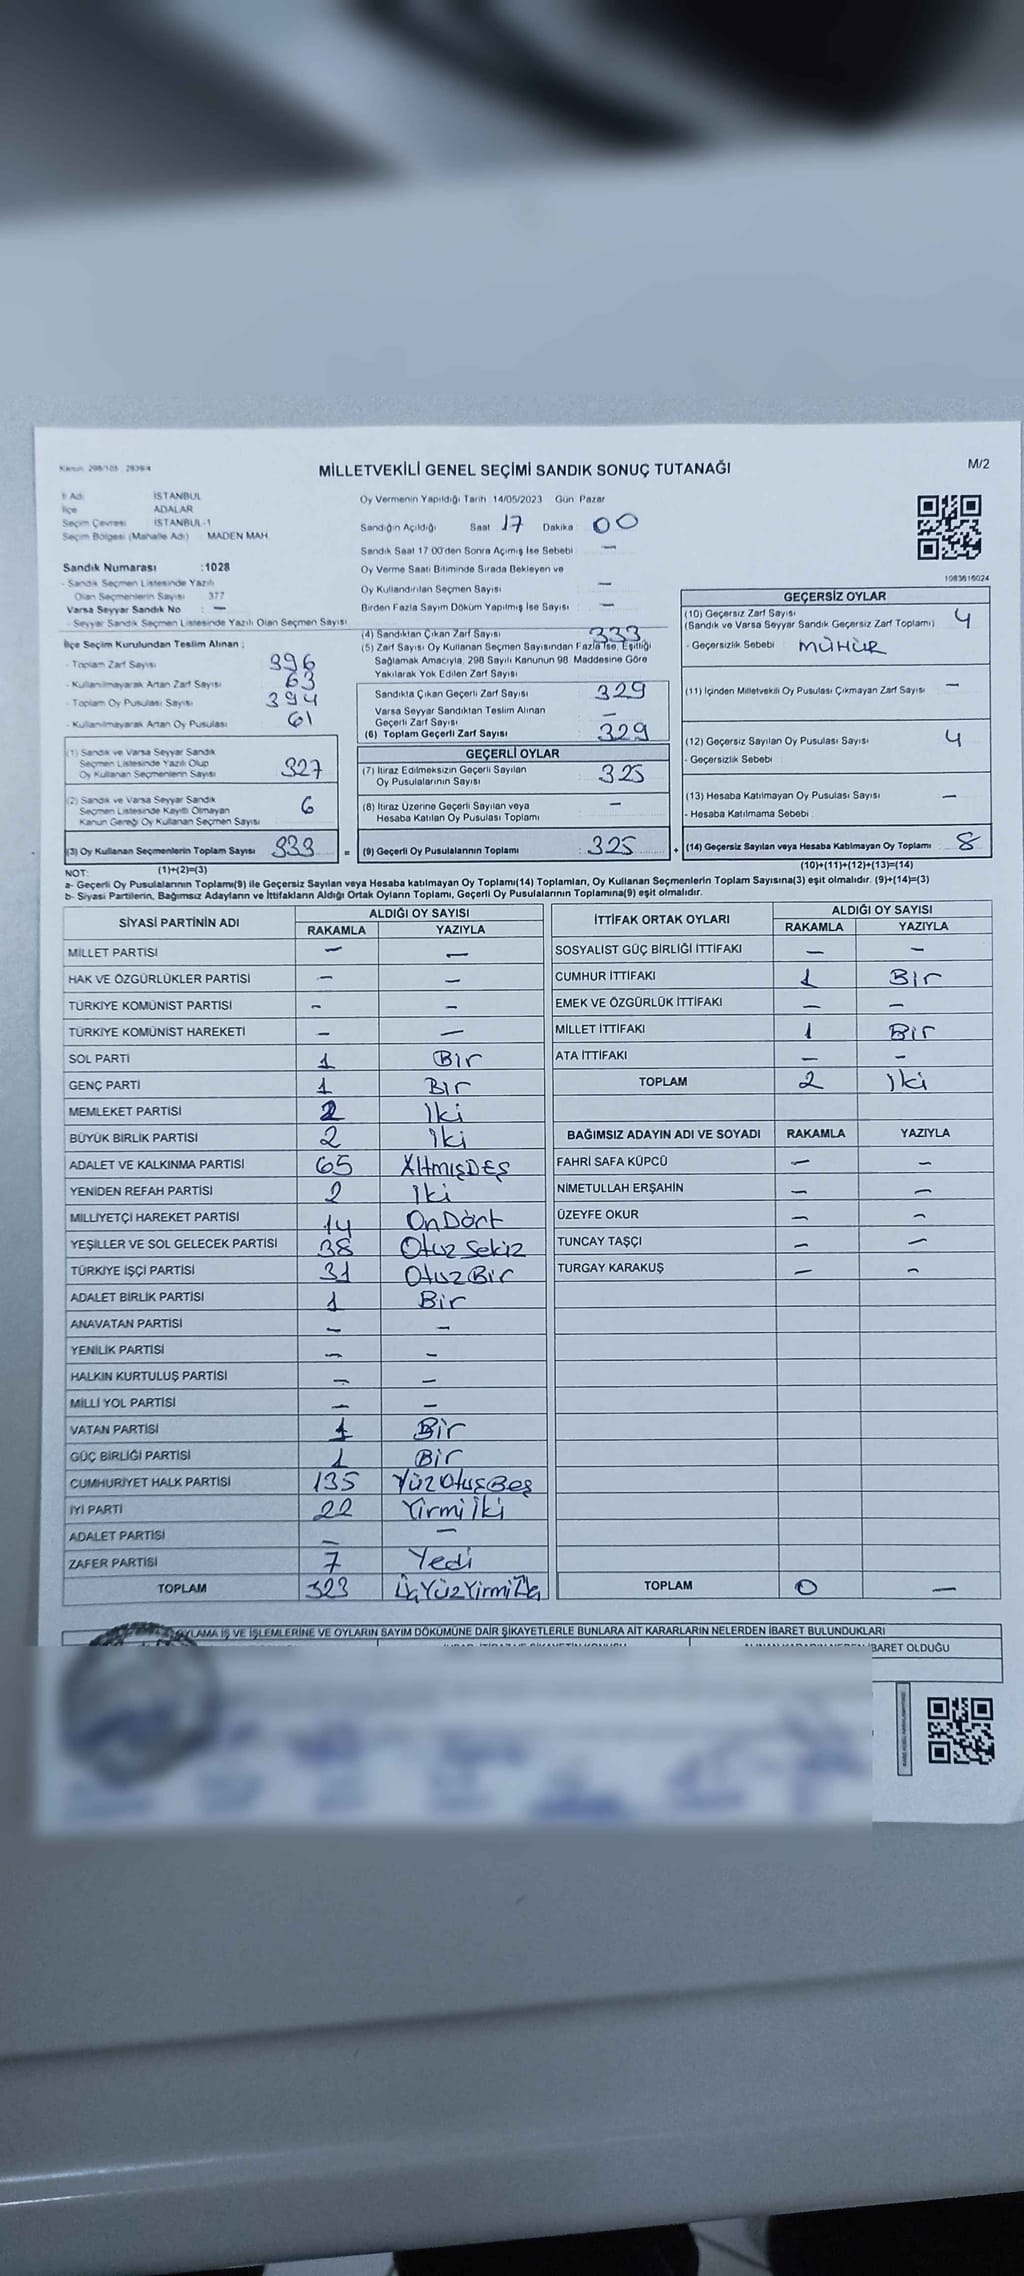 Kanun: 298/105 : 2839/4
MİLLETVEKİLİ GENEL SEÇİMİ SANDIK SONUÇ TUTANAĞI
M/2
İl Adı İSTANBUL
İlçe ADALAR
Seçim Çevresi İSTANBUL-1
Seçim Bölgesi (Mahalle Adı) MADEN MAH.
Sandık Numarası :1028
- Sandık Seçmen Listesinde Yazılı
Olan Seçmenlerin Sayısı 377
Varsa Seyyar Sandık No : —
- Seyyar Sandık Seçmen Listesinde Yazılı Olan Seçmen Sayısı
Oy Vermenin Yapıldığı Tarih : 14/05/2023 Gün : Pazar
Sandığın Açıldığı Saat 17 Dakika 00
Sandık Saat 17.00'den Sonra Açılmış İse Sebebi : —
Oy Verme Saati Bitiminde Sırada Bekleyen ve
Oy Kullandırılan Seçmen Sayısı : —
Birden Fazla Sayım Döküm Yapılmış İse Sayısı : —
1083616024
İlçe Seçim Kurulundan Teslim Alınan ;
- Toplam Zarf Sayısı 396
- Kullanılmayarak Artan Zarf Sayısı 63
- Toplam Oy Pusulası Sayısı 394
- Kullanılmayarak Artan Oy Pusulası 61
(1) Sandık ve Varsa Seyyar Sandık
Seçmen Listesinde Yazılı Olup
Oy Kullanan Seçmenlerin Sayısı 327
(2) Sandık ve Varsa Seyyar Sandık
Seçmen Listesinde Kayıtlı Olmayan
Kanun Gereği Oy Kullanan Seçmen Sayısı 6
(3) Oy Kullanan Seçmenlerin Toplam Sayısı 333 =
(1)+(2)=(3)
(4) Sandıktan Çıkan Zarf Sayısı 333
(5) Zarf Sayısı Oy Kullanan Seçmen Sayısından Fazla İse, Eşitliği
Sağlamak Amacıyla, 298 Sayılı Kanunun 98. Maddesine Göre
Yakılarak Yok Edilen Zarf Sayısı
Sandıkta Çıkan Geçerli Zarf Sayısı 329
Varsa Seyyar Sandıktan Teslim Alınan
Geçerli Zarf Sayısı —
(6) Toplam Geçerli Zarf Sayısı 329
GEÇERLİ OYLAR
(7) İtiraz Edilmeksizin Geçerli Sayılan
Oy Pusulalarının Sayısı 325
(8) İtiraz Üzerine Geçerli Sayılan veya
Hesaba Katılan Oy Pusulası Toplamı —
(9) Geçerli Oy Pusulalarının Toplamı : 325 +
GEÇERSİZ OYLAR
(10) Geçersiz Zarf Sayısı
(Sandık ve Varsa Seyyar Sandık Geçersiz Zarf Toplamı) 4
- Geçersizlik Sebebi MÜHÜR
(11) İçinden Milletvekili Oy Pusulası Çıkmayan Zarf Sayısı —
(12) Geçersiz Sayılan Oy Pusulası Sayısı 4
- Geçersizlik Sebebi
(13) Hesaba Katılmayan Oy Pusulası Sayısı —
- Hesaba Katılmama Sebebi
(14) Geçersiz Sayılan veya Hesaba Katılmayan Oy Toplamı 8
(10)+(11)+(12)+(13)=(14)
NOT:
a- Geçerli Oy Pusulalarının Toplamı(9) ile Geçersiz Sayılan veya Hesaba katılmayan Oy Toplamı(14) Toplamları, Oy Kullanan Seçmenlerin Toplam Sayısına(3) eşit olmalıdır. (9)+(14)=(3)
b- Siyasi Partilerin, Bağımsız Adayların ve İttifakların Aldığı Ortak Oyların Toplamı, Geçerli Oy Pusulalarının Toplamına(9) eşit olmalıdır.
SİYASİ PARTİNİN ADI ALDIĞI OY SAYISI
RAKAMLA YAZIYLA
MİLLET PARTİSİ — —
HAK VE ÖZGÜRLÜKLER PARTİSİ — —
TÜRKİYE KOMÜNİST PARTİSİ — —
TÜRKİYE KOMÜNİST HAREKETİ — —
SOL PARTİ 1 Bir
GENÇ PARTİ 1 Bir
MEMLEKET PARTİSİ 2 İki
BÜYÜK BİRLİK PARTİSİ 2 İki
ADALET VE KALKINMA PARTİSİ 65 AltmışBEŞ
YENİDEN REFAH PARTİSİ 2 İki
MİLLİYETÇİ HAREKET PARTİSİ 14 OnDört
YEŞİLLER VE SOL GELECEK PARTİSİ 38 Otuz Sekiz
TÜRKİYE İŞÇİ PARTİSİ 31 OtuzBir
ADALET BİRLİK PARTİSİ 1 Bir
ANAVATAN PARTİSİ — —
YENİLİK PARTİSİ — —
HALKIN KURTULUŞ PARTİSİ — —
MİLLİ YOL PARTİSİ — —
VATAN PARTİSİ 1 Bir
GÜÇ BİRLİĞİ PARTİSİ 1 Bir
CUMHURİYET HALK PARTİSİ 135 YüzOtuzBeş
İYİ PARTİ 22 Yirmi İki
ADALET PARTİSİ — —
ZAFER PARTİSİ 7 Yedi
TOPLAM 323 ÜçYüzYirmiÜç
İTTİFAK ORTAK OYLARI ALDIĞI OY SAYISI
RAKAMLA YAZIYLA
SOSYALİST GÜÇ BİRLİĞİ İTTİFAKI — —
CUMHUR İTTİFAKI 1 Bir
EMEK VE ÖZGÜRLÜK İTTİFAKI — —
MİLLET İTTİFAKI 1 Bir
ATA İTTİFAKI — —
TOPLAM 2 İki
BAĞIMSIZ ADAYIN ADI VE SOYADI RAKAMLA YAZIYLA
FAHRİ SAFA KÜPCÜ — —
NİMETULLAH ERŞAHİN — —
ÜZEYFE OKUR — —
TUNCAY TAŞÇI — —
TURGAY KARAKUŞ — —
TOPLAM 0 —
OYLAMA İŞ VE İŞLEMLERİNE VE OYLARIN SAYIM DÖKÜMÜNE DAİR ŞİKAYETLERLE BUNLARA AİT KARARLARIN NELERDEN İBARET BULUNDUKLARI
İBARET OLDUĞU